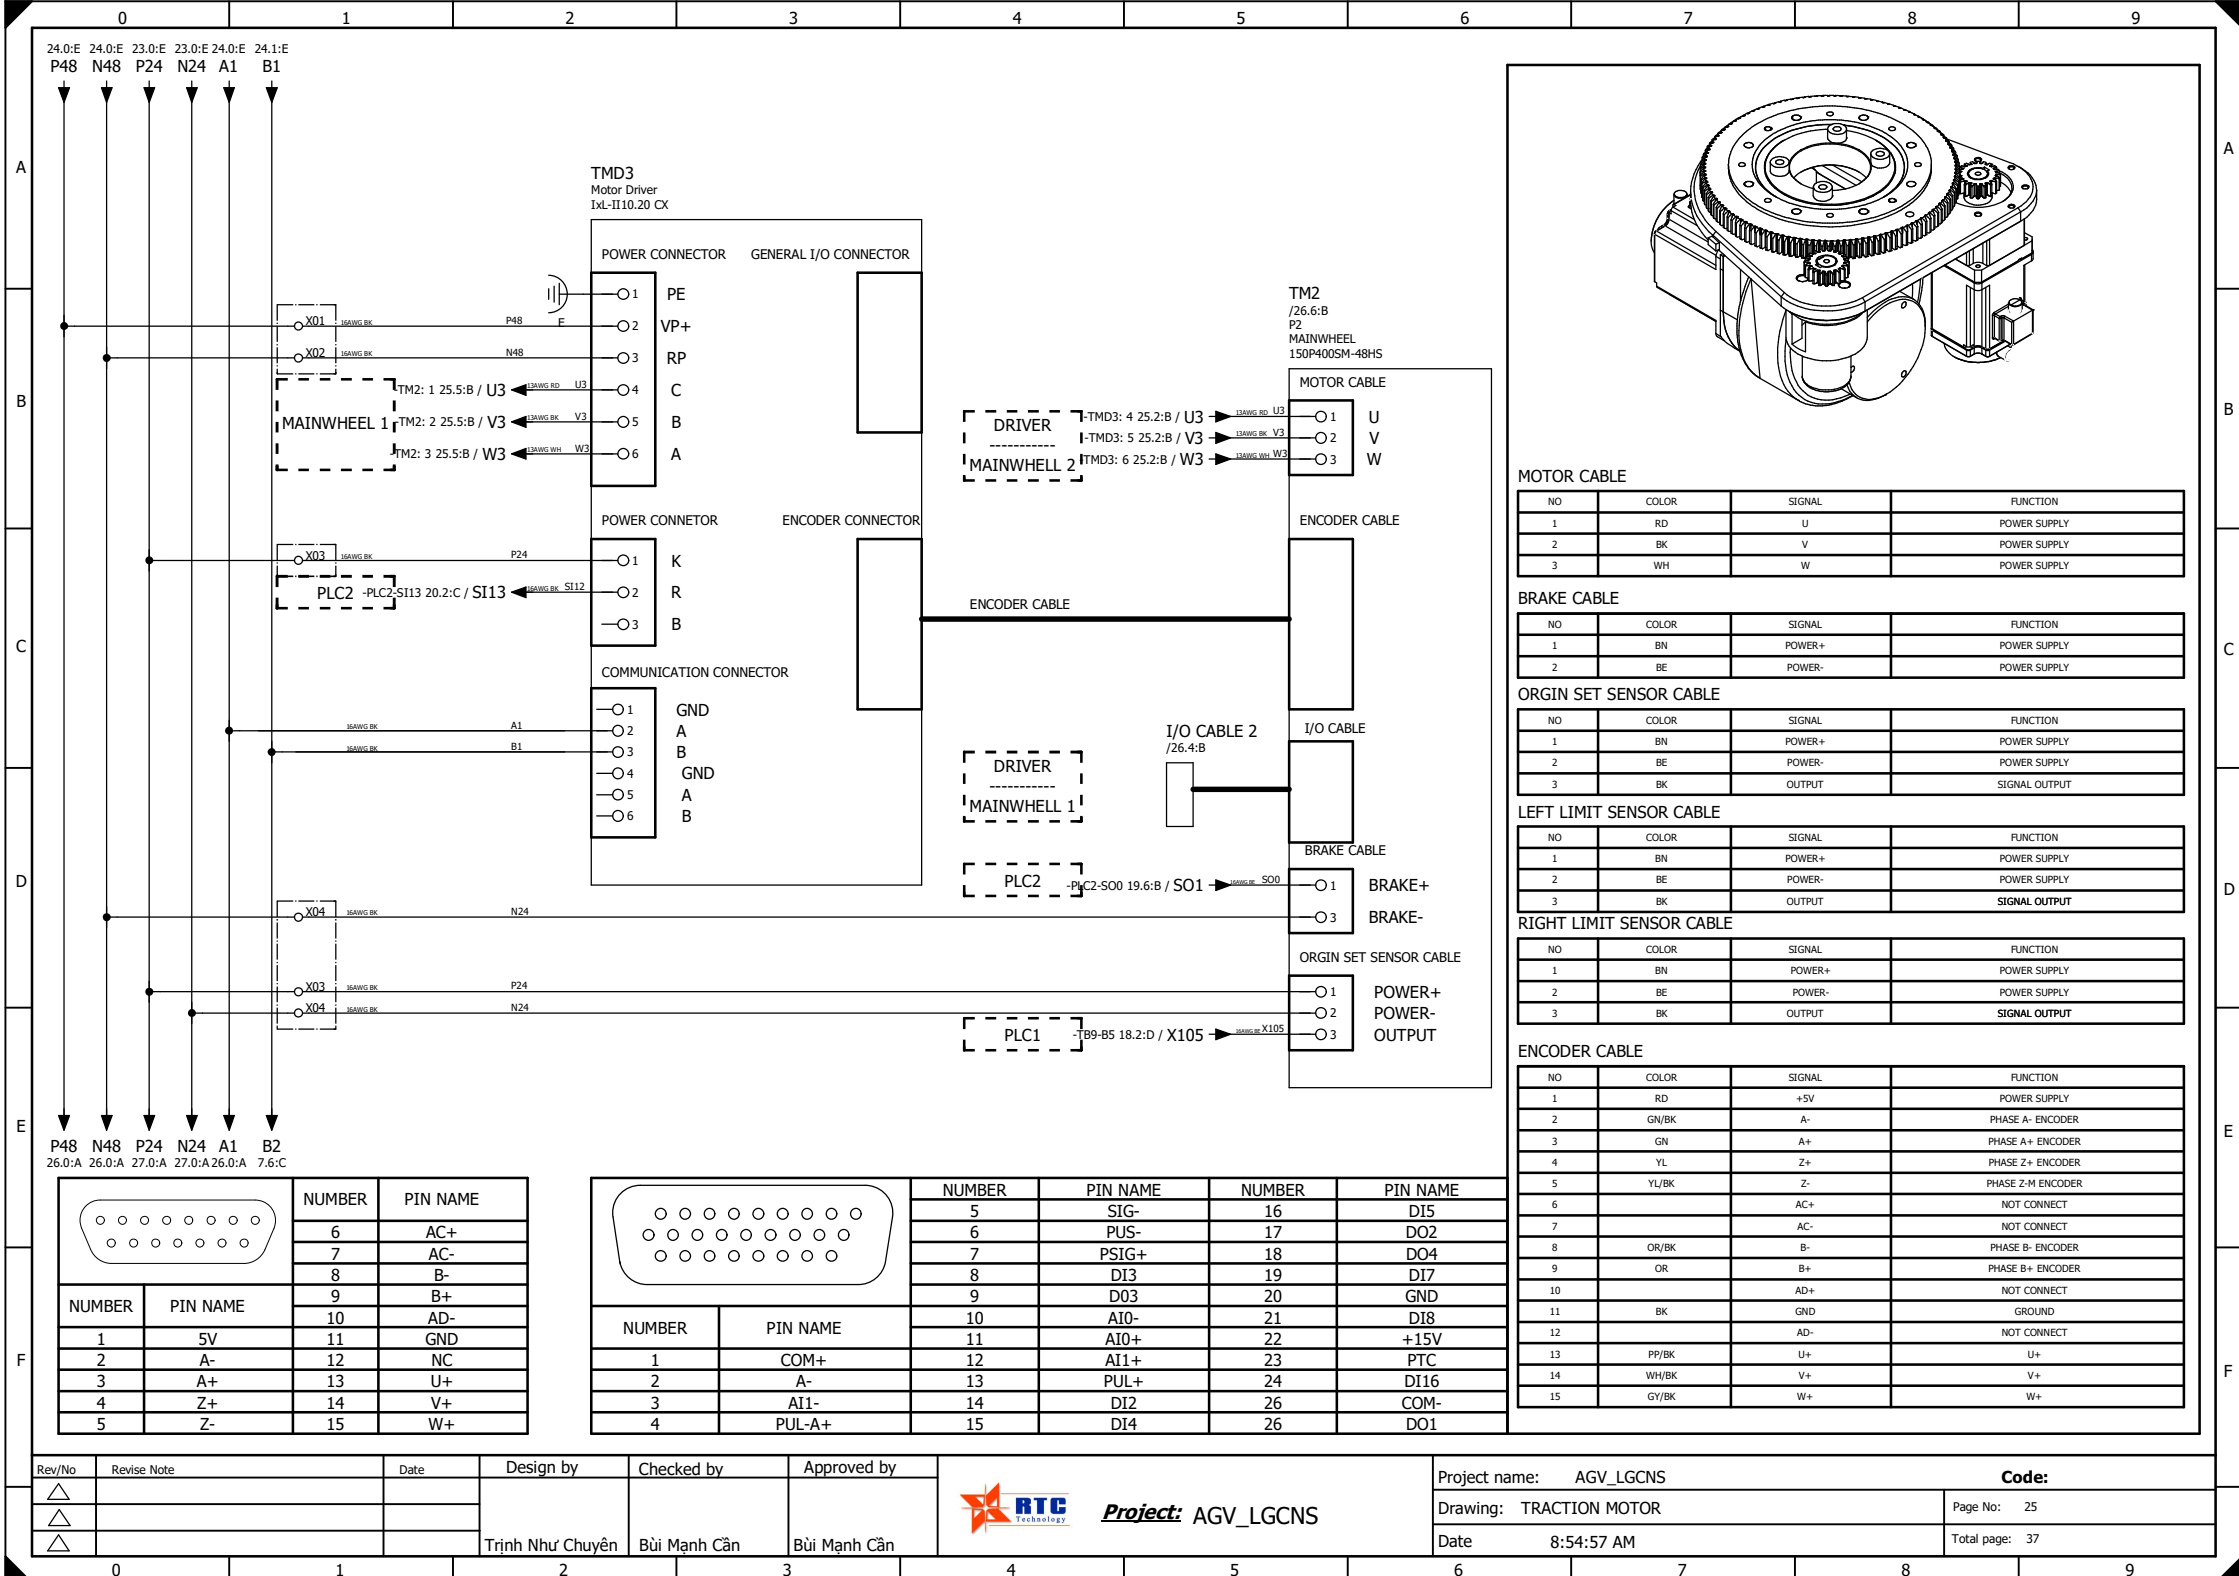 0 1 2 3 4 5 6 7 8 9
24.0:E 24.0:E 23.0:E 23.0:E 24.0:E 24.1:E
P48 N48 P24 N24 A1 B1
A
B
C
D
E
F
TMD3
Motor Driver
IxL-II10.20 CX
POWER CONNECTOR GENERAL I/O CONNECTOR
1 PE
E
X01 16AWG BK P48 2 VP+
X02 16AWG BK N48 3 RP
MAINWHEEL 1
-TM2: 1 25.5:B / U3 13AWG RD U3 4 C
-TM2: 2 25.5:B / V3 13AWG BK V3 5 B
-TM2: 3 25.5:B / W3 13AWG WH W3 6 A
POWER CONNETOR ENCODER CONNECTOR
X03 16AWG BK P24 1 K
PLC2 -PLC2-SI13 20.2:C / SI13 16AWG BK SI12 2 R
3 B
ENCODER CABLE
COMMUNICATION CONNECTOR
1 GND
16AWG BK A1 2 A
16AWG BK B1 3 B
4 GND
5 A
6 B
TM2
/26.6:B
P2
MAINWHEEL
150P400SM-48HS
MOTOR CABLE
DRIVER
------------
MAINWHELL 2
-TMD3: 4 25.2:B / U3 13AWG RD U3 1 U
-TMD3: 5 25.2:B / V3 13AWG BK V3 2 V
-TMD3: 6 25.2:B / W3 13AWG WH W3 3 W
ENCODER CABLE
I/O CABLE 2
/26.4:B
I/O CABLE
DRIVER
------------
MAINWHELL 1
BRAKE CABLE
PLC2 -PLC2-SO0 19.6:B / SO1 16AWG BE SO0 1 BRAKE+
X04 16AWG BK N24 3 BRAKE-
ORGIN SET SENSOR CABLE
X03 16AWG BK P24 1 POWER+
X04 16AWG BK N24 2 POWER-
PLC1 -TB9-B5 18.2:D / X105 16AWG BE X105 3 OUTPUT
P48 N48 P24 N24 A1 B2
26.0:A 26.0:A 27.0:A 27.0:A 26.0:A 7.6:C
NUMBER PIN NAME
6 AC+
7 AC-
8 B-
9 B+
10 AD-
11 GND
12 NC
13 U+
14 V+
15 W+
NUMBER PIN NAME
1 5V
2 A-
3 A+
4 Z+
5 Z-
NUMBER PIN NAME NUMBER PIN NAME
5 SIG- 16 DI5
6 PUS- 17 DO2
7 PSIG+ 18 DO4
8 DI3 19 DI7
9 D03 20 GND
10 AI0- 21 DI8
11 AI0+ 22 +15V
12 AI1+ 23 PTC
13 PUL+ 24 DI16
14 DI2 26 COM-
15 DI4 26 DO1
NUMBER PIN NAME
1 COM+
2 A-
3 AI1-
4 PUL-A+
MOTOR CABLE
NO COLOR SIGNAL FUNCTION
1 RD U POWER SUPPLY
2 BK V POWER SUPPLY
3 WH W POWER SUPPLY
BRAKE CABLE
NO COLOR SIGNAL FUNCTION
1 BN POWER+ POWER SUPPLY
2 BE POWER- POWER SUPPLY
ORGIN SET SENSOR CABLE
NO COLOR SIGNAL FUNCTION
1 BN POWER+ POWER SUPPLY
2 BE POWER- POWER SUPPLY
3 BK OUTPUT SIGNAL OUTPUT
LEFT LIMIT SENSOR CABLE
NO COLOR SIGNAL FUNCTION
1 BN POWER+ POWER SUPPLY
2 BE POWER- POWER SUPPLY
3 BK OUTPUT SIGNAL OUTPUT
RIGHT LIMIT SENSOR CABLE
NO COLOR SIGNAL FUNCTION
1 BN POWER+ POWER SUPPLY
2 BE POWER- POWER SUPPLY
3 BK OUTPUT SIGNAL OUTPUT
ENCODER CABLE
NO COLOR SIGNAL FUNCTION
1 RD +5V POWER SUPPLY
2 GN/BK A- PHASE A- ENCODER
3 GN A+ PHASE A+ ENCODER
4 YL Z+ PHASE Z+ ENCODER
5 YL/BK Z- PHASE Z-M ENCODER
6 AC+ NOT CONNECT
7 AC- NOT CONNECT
8 OR/BK B- PHASE B- ENCODER
9 OR B+ PHASE B+ ENCODER
10 AD+ NOT CONNECT
11 BK GND GROUND
12 AD- NOT CONNECT
13 PP/BK U+ U+
14 WH/BK V+ V+
15 GY/BK W+ W+
A
B
C
D
E
F
Rev/No Revise Note Date Design by Checked by Approved by
Trịnh Như Chuyên Bùi Mạnh Cần Bùi Mạnh Cần
RTC
Technology
Project: AGV_LGCNS
Project name: AGV_LGCNS Code:
Drawing: TRACTION MOTOR Page No: 25
Date 8:54:57 AM Total page: 37
0 1 2 3 4 5 6 7 8 9